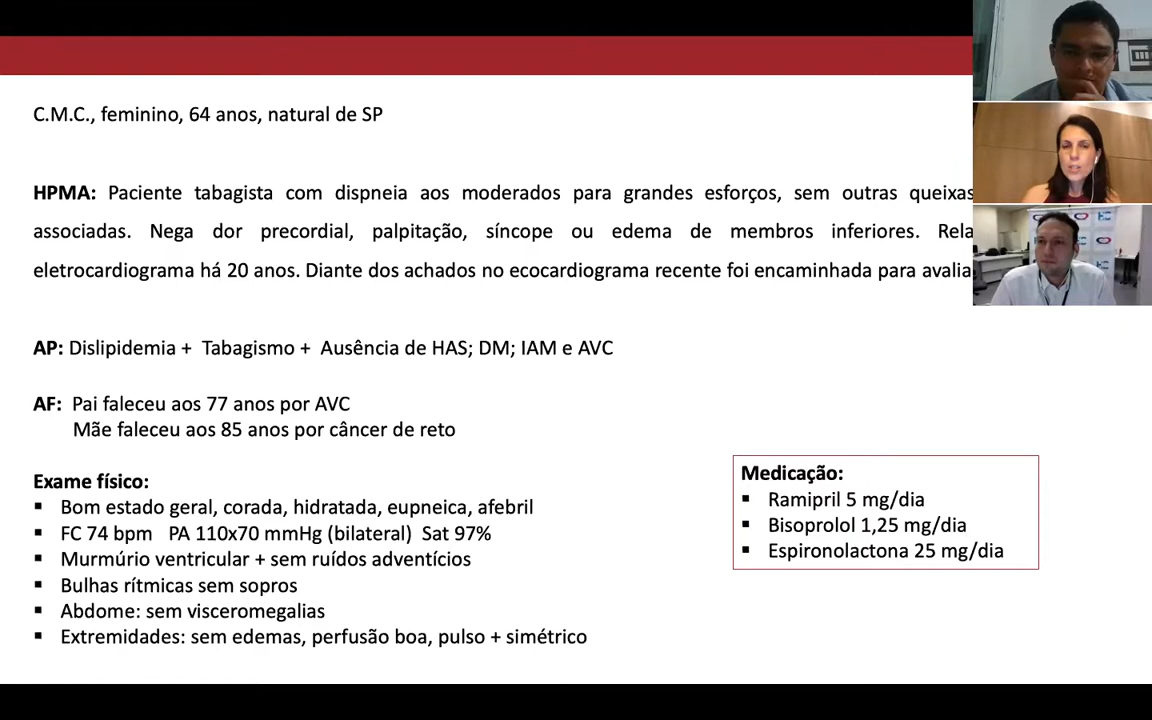 C.M.C., feminino, 64 anos, natural de SP
HPMA: Paciente tabagista com dispneia aos moderados para grandes esforços, sem outras queixas
associadas. Nega dor precordial, palpitação, síncope ou edema de membros inferiores. Rela
eletrocardiograma há 20 anos. Diante dos achados no ecocardiograma recente foi encaminhada para avalia
AP: Dislipidemia + Tabagismo + Ausência de HAS; DM; IAM e AVC
AF: Pai faleceu aos 77 anos por AVC
Mãe faleceu aos 85 anos por câncer de reto
Exame físico:
▪ Bom estado geral, corada, hidratada, eupneica, afebril
▪ FC 74 bpm PA 110x70 mmHg (bilateral) Sat 97%
▪ Murmúrio ventricular + sem ruídos adventícios
▪ Bulhas rítmicas sem sopros
▪ Abdome: sem visceromegalias
▪ Extremidades: sem edemas, perfusão boa, pulso + simétrico
Medicação:
▪ Ramipril 5 mg/dia
▪ Bisoprolol 1,25 mg/dia
▪ Espironolactona 25 mg/dia